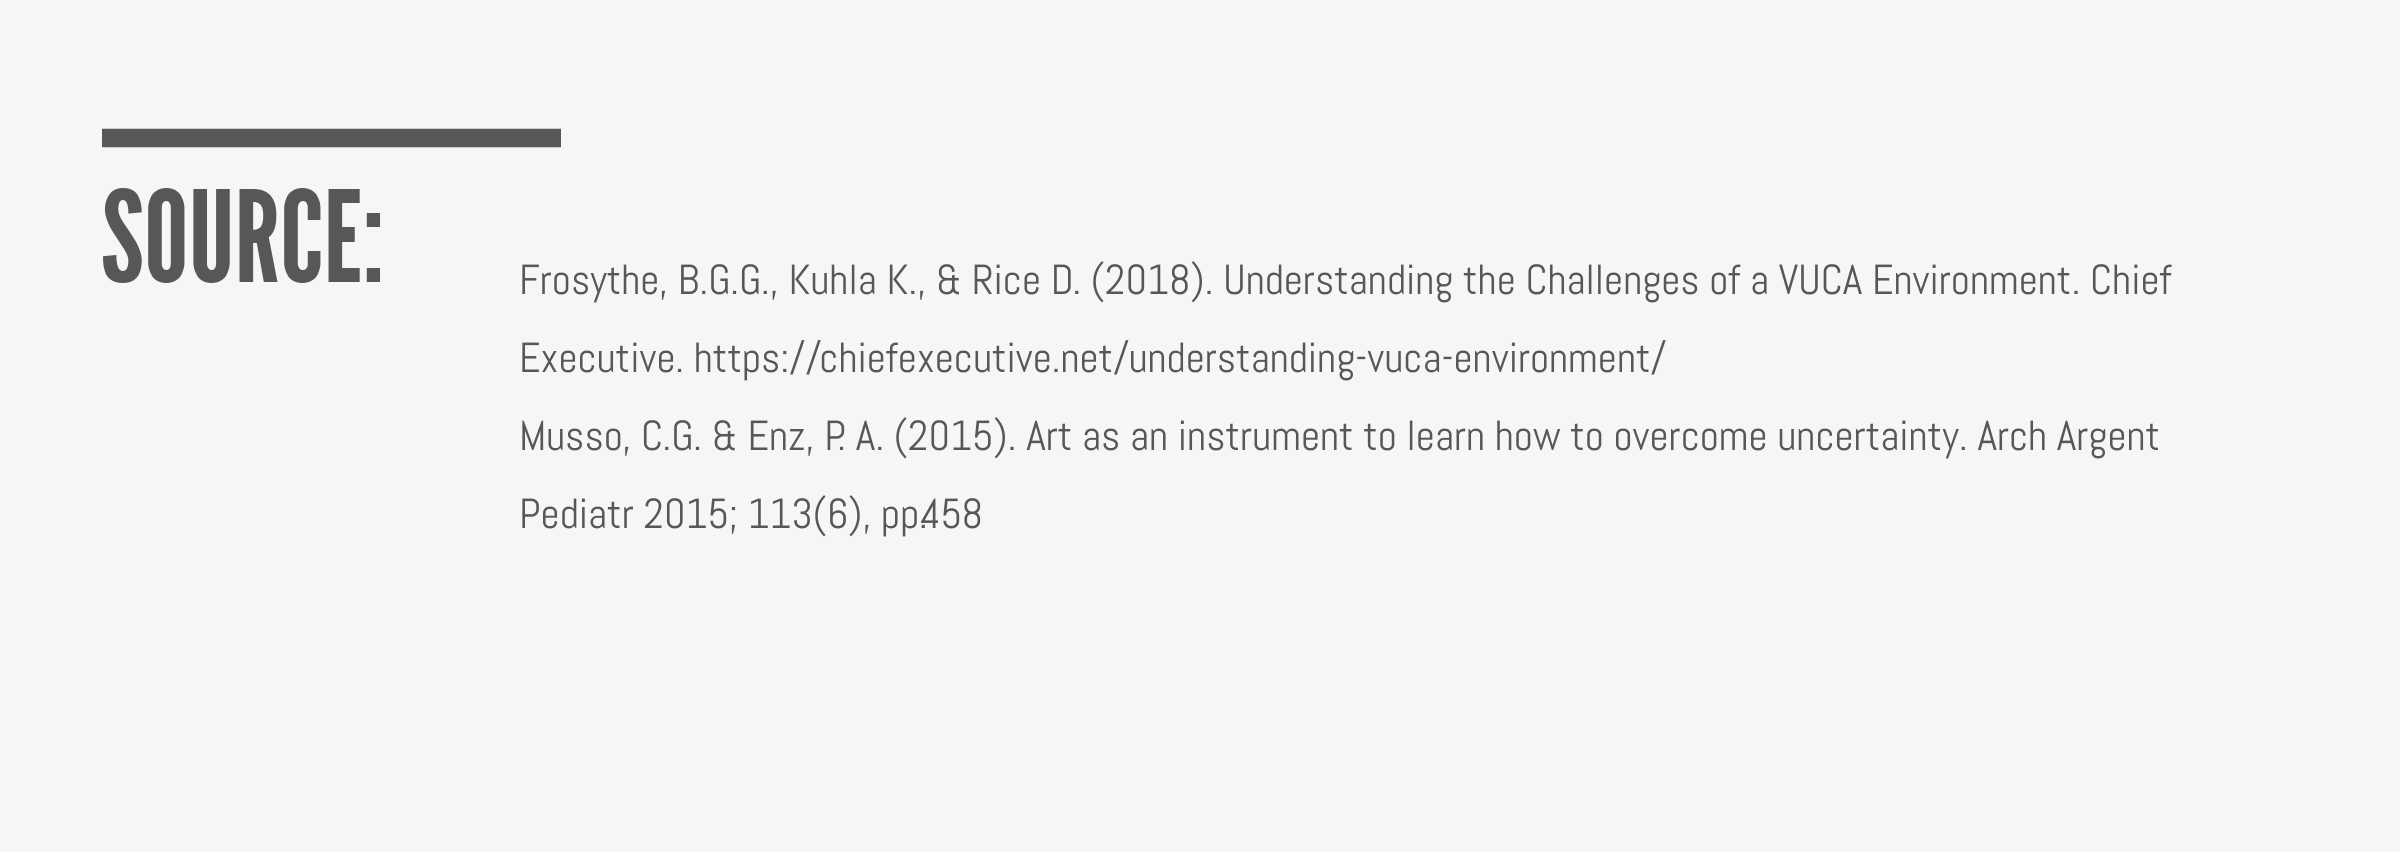 SOURCE:
Frosythe, B.G.G., Kuhla K., & Rice D. (2018). Understanding the Challenges of a VUCA Environment. Chief
Executive. https://chiefexecutive.net/understanding-vuca-environment/
Musso, C.G. & Enz, P. A. (2015). Art as an instrument to learn how to overcome uncertainty. Arch Argent
Pediatr 2015; 113(6), pp.458